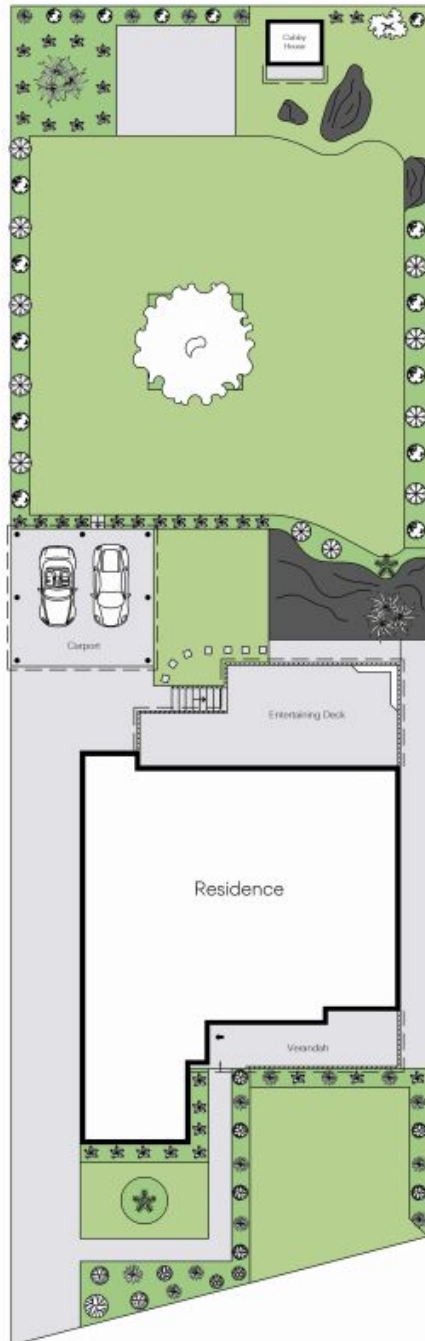 Cubby
House
Carport
Entertaining Deck
Residence
Verandah